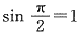 sin π/2 = 1